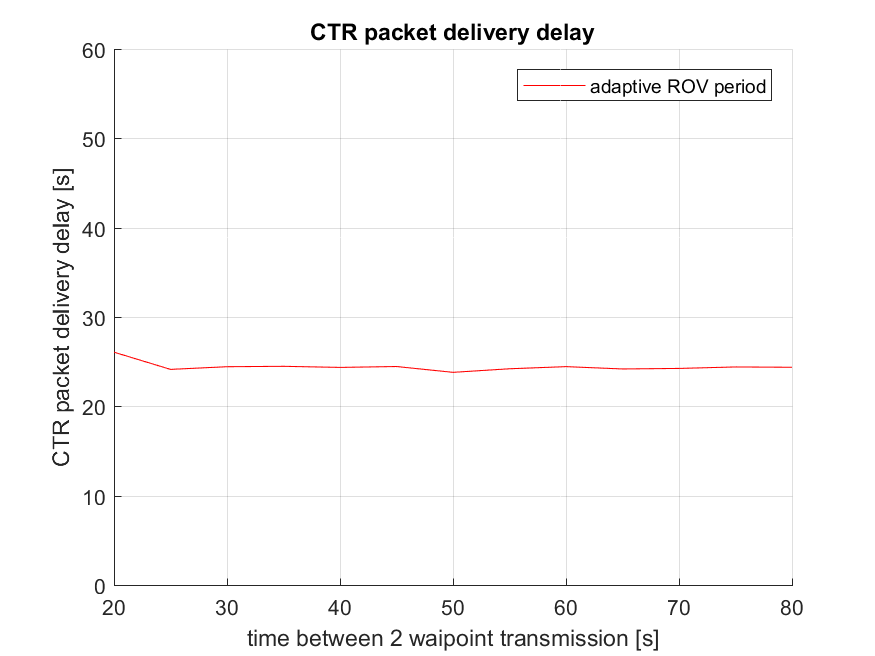 CTR packet delivery delay
adaptive ROV period
CTR packet delivery delay [s]
60
50
40
30
20
10
0
20 30 40 50 60 70 80
time between 2 waipoint transmission [s]